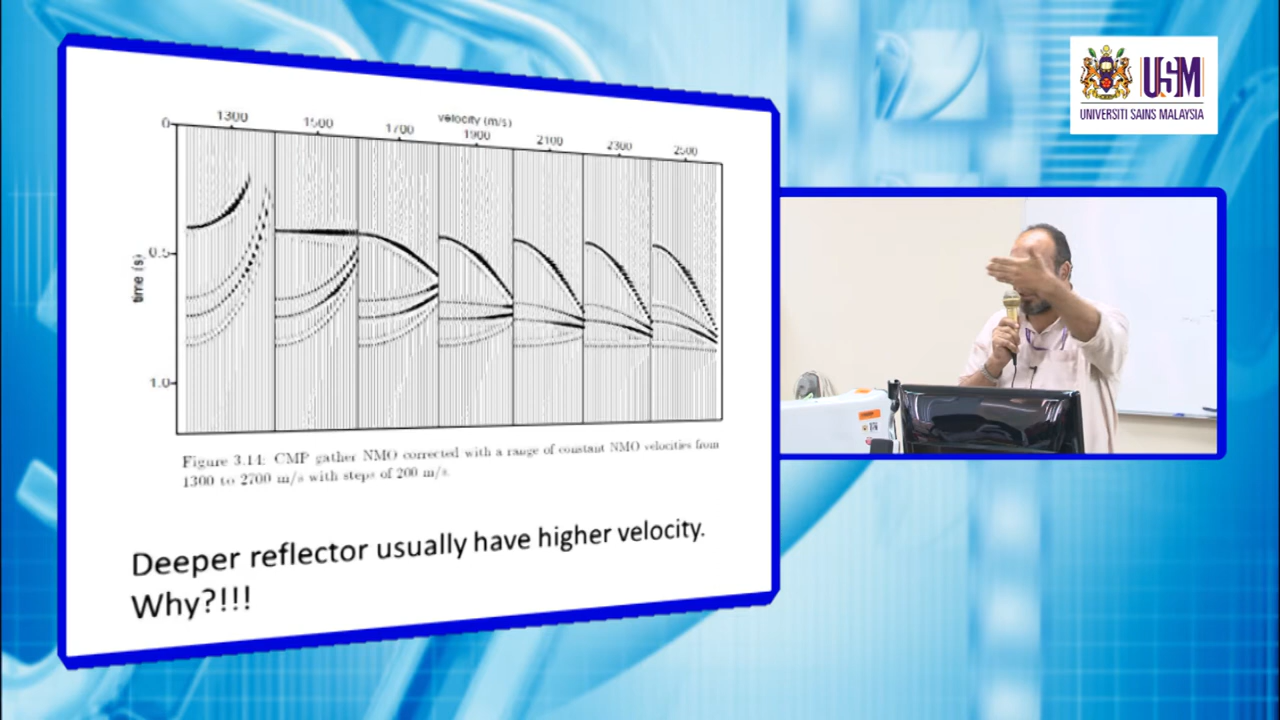 velocity (m/s)
1300 1500 1700 1900 2100 2300 2500
0
0.5
1.0
time (s)
Figure 3.14: CMP gather NMO corrected with a range of constant NMO velocities from
1300 to 2700 m/s with steps of 200 m/s.
Deeper reflector usually have higher velocity.
Why?!!!
USM
UNIVERSITI SAINS MALAYSIA